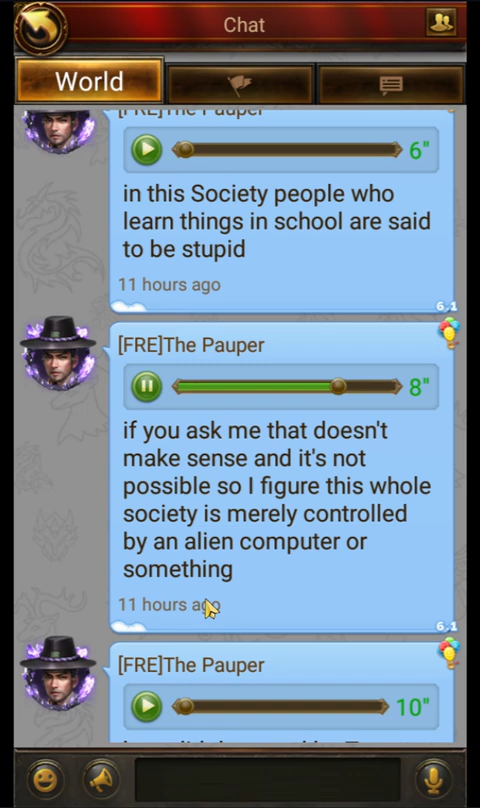 Chat
World
[FRE]The Pauper
6"
in this Society people who
learn things in school are said
to be stupid
11 hours ago
6.1
[FRE]The Pauper
8"
if you ask me that doesn't
make sense and it's not
possible so I figure this whole
society is merely controlled
by an alien computer or
something
11 hours ago
6.1
[FRE]The Pauper
10"